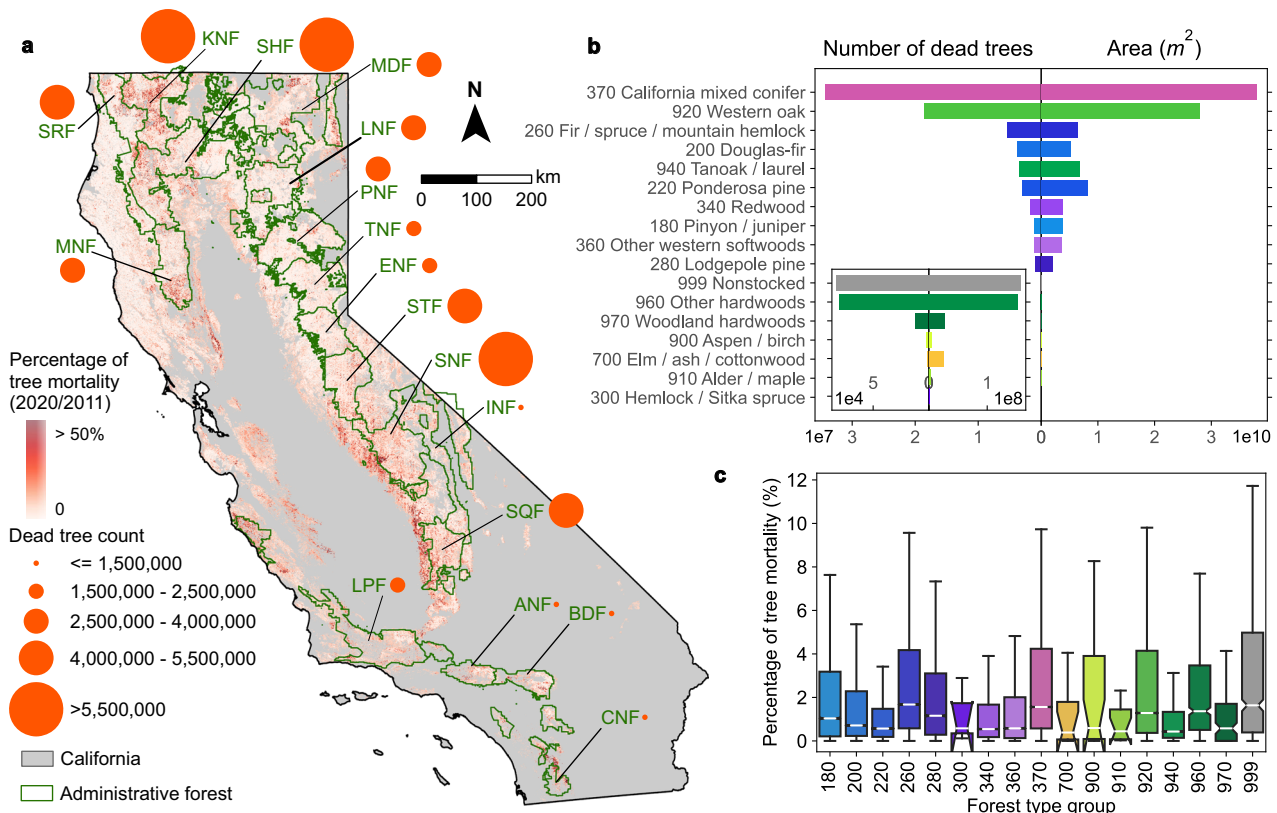 a
KNF
SHF
MDF
SRF
LNF
PNF
TNF
MNF
ENF
STF
SNF
INF
SQF
LPF
ANF
BDF
CNF
N
km
0 100 200
Percentage of
tree mortality
(2020/2011)
> 50%
0
Dead tree count
<= 1,500,000
1,500,000 - 2,500,000
2,500,000 - 4,000,000
4,000,000 - 5,500,000
>5,500,000
California
Administrative forest
b
Number of dead trees Area (m²)
370 California mixed conifer
920 Western oak
260 Fir / spruce / mountain hemlock
200 Douglas-fir
940 Tanoak / laurel
220 Ponderosa pine
340 Redwood
180 Pinyon / juniper
360 Other western softwoods
280 Lodgepole pine
999 Nonstocked
960 Other hardwoods
970 Woodland hardwoods
900 Aspen / birch
700 Elm / ash / cottonwood
910 Alder / maple
300 Hemlock / Sitka spruce
5 0 1
1e4 1e8
1e7 3 2 1 0 1 2 3 1e10
c
Percentage of tree mortality (%)
12
10
8
6
4
2
0
180 200 220 260 280 300 340 360 370 700 900 910 920 940 960 970 999
Forest type group